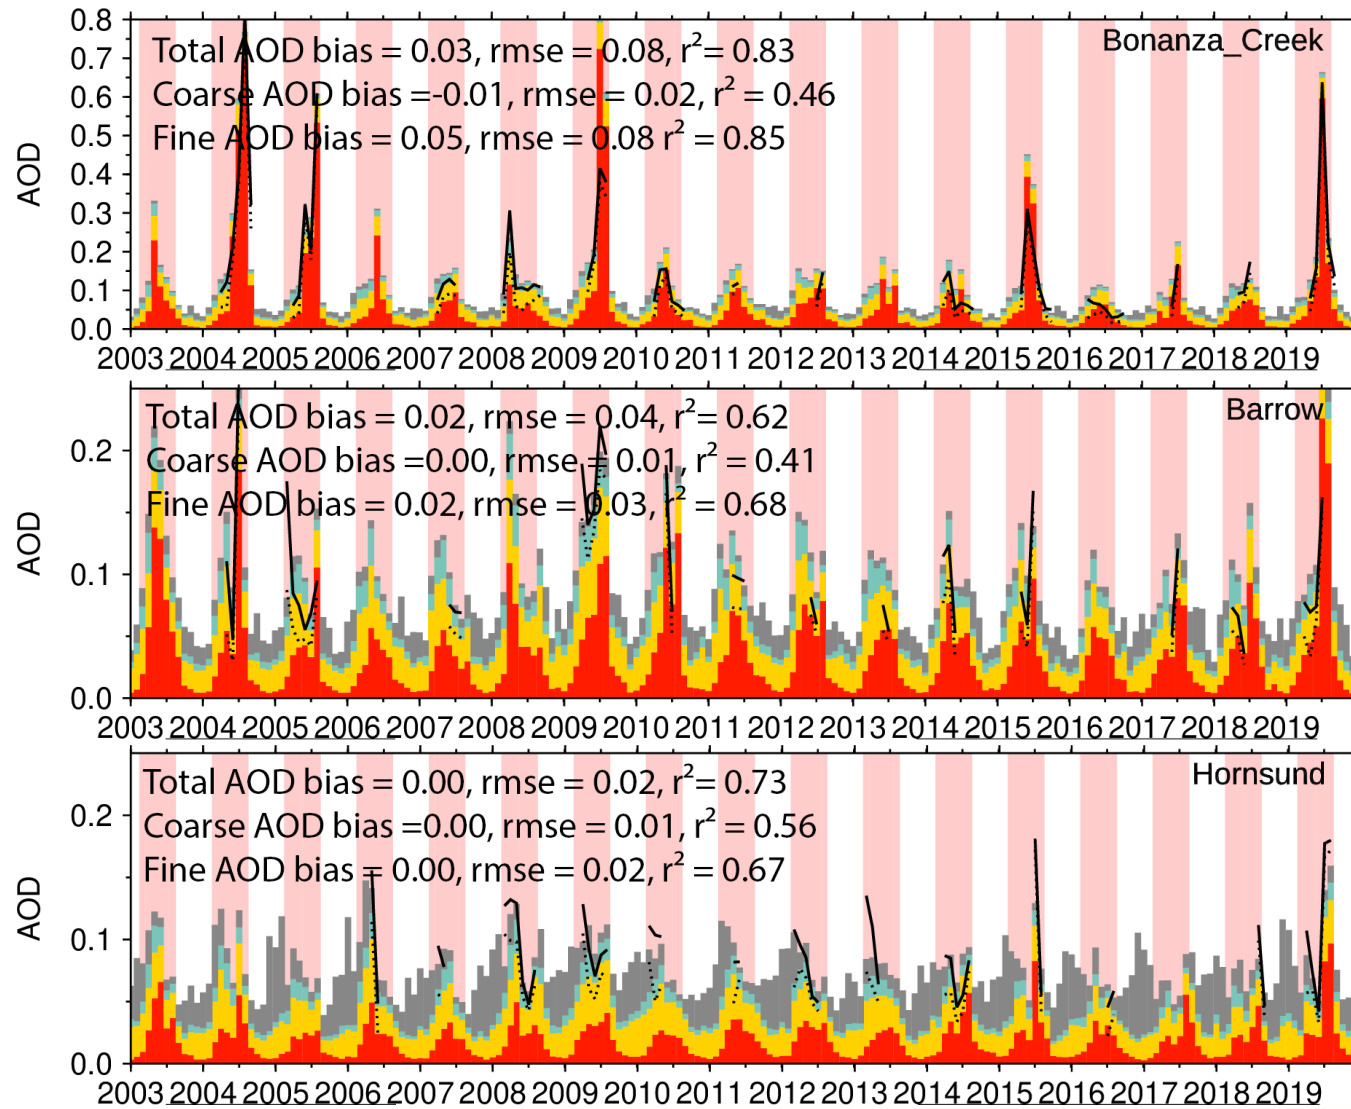 Bonanza_Creek
Total AOD bias = 0.03, rmse = 0.08, r² = 0.83
Coarse AOD bias =-0.01, rmse = 0.02, r² = 0.46
Fine AOD bias = 0.05, rmse = 0.08 r² = 0.85
AOD
0.8
0.7
0.6
0.5
0.4
0.3
0.2
0.1
0.0
2003 2004 2005 2006 2007 2008 2009 2010 2011 2012 2013 2014 2015 2016 2017 2018 2019
Barrow
Total AOD bias = 0.02, rmse = 0.04, r² = 0.62
Coarse AOD bias =0.00, rmse = 0.01, r² = 0.41
Fine AOD bias = 0.02, rmse = 0.03, r² = 0.68
AOD
0.2
0.1
0.0
2003 2004 2005 2006 2007 2008 2009 2010 2011 2012 2013 2014 2015 2016 2017 2018 2019
Hornsund
Total AOD bias = 0.00, rmse = 0.02, r² = 0.73
Coarse AOD bias =0.00, rmse = 0.01, r² = 0.56
Fine AOD bias = 0.00, rmse = 0.02, r² = 0.67
AOD
0.2
0.1
0.0
2003 2004 2005 2006 2007 2008 2009 2010 2011 2012 2013 2014 2015 2016 2017 2018 2019